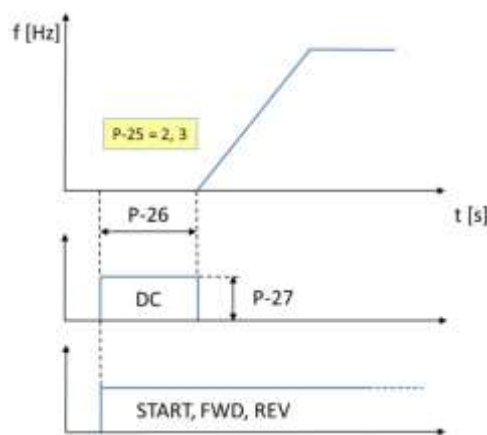 f [Hz]
P-25 = 2, 3
P-26
t [s]
DC
P-27
START, FWD, REV